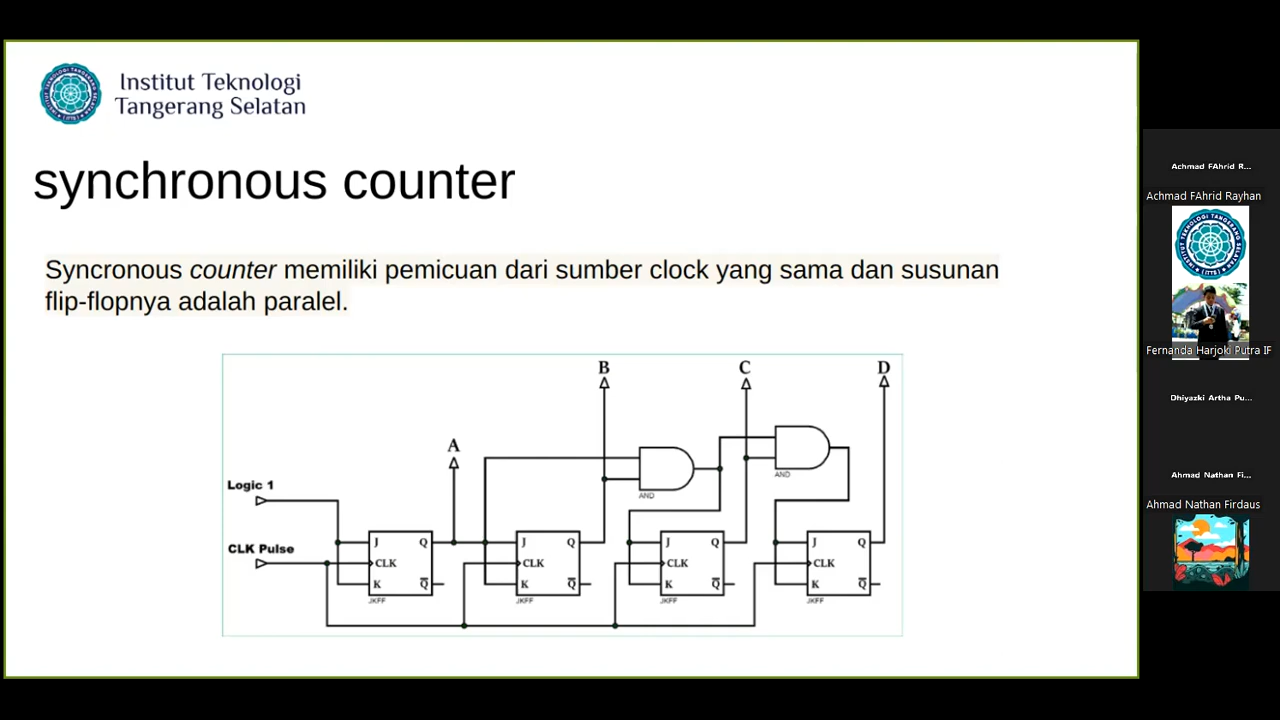 Institut Teknologi
Tangerang Selatan
synchronous counter
Syncronous counter memiliki pemicuan dari sumber clock yang sama dan susunan
flip-flopnya adalah paralel.
A
B
C
D
Logic 1
CLK Pulse
AND
AND
J Q
CLK
K Q̅
JKFF
J Q
CLK
K Q̅
JKFF
J Q
CLK
K Q̅
JKFF
J Q
CLK
K Q̅
JKFF
Achmad FAhrid R...
Achmad FAhrid Rayhan
Fernanda Harjoki Putra IF
Dhiyazki Artha Pu...
Ahmad Nathan Fi...
Ahmad Nathan Firdaus